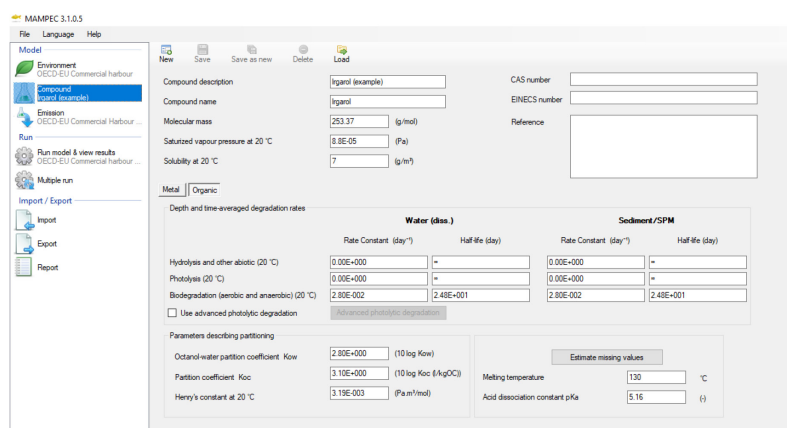 MAMPEC 3.1.0.5
File Language Help
Model
Environment
OECD-EU Commercial harbour
Compound
Irgarol (example)
Emission
OECD-EU Commercial Harbour ...
Run
Run model & view results
OECD-EU Commercial harbour ...
Multiple run
Import / Export
Import
Export
Report
New Save Save as new Delete Load
Compound description Irgarol (example) CAS number
Compound name Irgarol EINECS number
Molecular mass 253.37 (g/mol) Reference
Saturized vapour pressure at 20 °C 8.8E-05 (Pa)
Solubility at 20 °C 7 (g/m³)
Metal Organic
Depth and time-averaged degradation rates
Water (diss.) Sediment/SPM
Rate Constant (day⁻¹) Half-life (day) Rate Constant (day⁻¹) Half-life (day)
Hydrolysis and other abiotic (20 °C) 0.00E+000 ∞ 0.00E+000 ∞
Photolysis (20 °C) 0.00E+000 ∞ 0.00E+000 ∞
Biodegradation (aerobic and anaerobic) (20 °C) 2.80E-002 2.48E+001 2.80E-002 2.48E+001
Use advanced photolytic degradation Advanced photolytic degradation
Parameters describing partitioning
Octanol-water partition coefficient Kow 2.80E+000 (10 log Kow)
Partition coefficient Koc 3.10E+000 (10 log Koc (l/kgOC))
Henry's constant at 20 °C 3.19E-003 (Pa.m³/mol)
Estimate missing values
Melting temperature 130 °C
Acid dissociation constant pKa 5.16 (-)